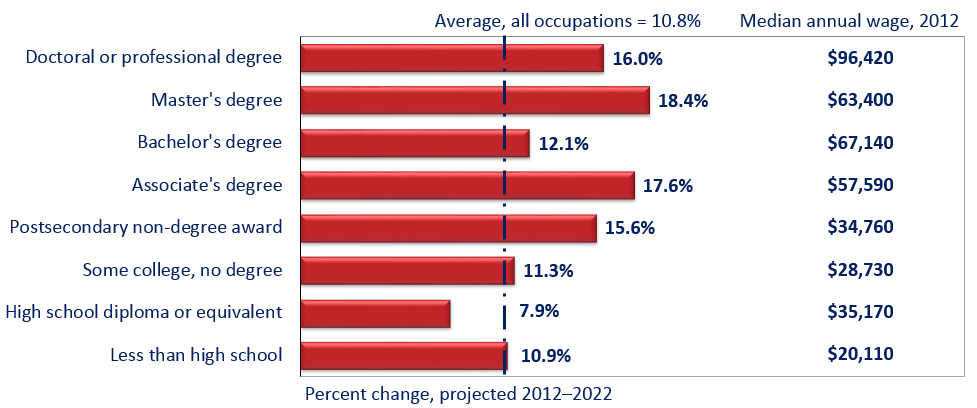 Average, all occupations = 10.8% Median annual wage, 2012
Doctoral or professional degree 16.0% $96,420
Master's degree 18.4% $63,400
Bachelor's degree 12.1% $67,140
Associate's degree 17.6% $57,590
Postsecondary non-degree award 15.6% $34,760
Some college, no degree 11.3% $28,730
High school diploma or equivalent 7.9% $35,170
Less than high school 10.9% $20,110
Percent change, projected 2012–2022